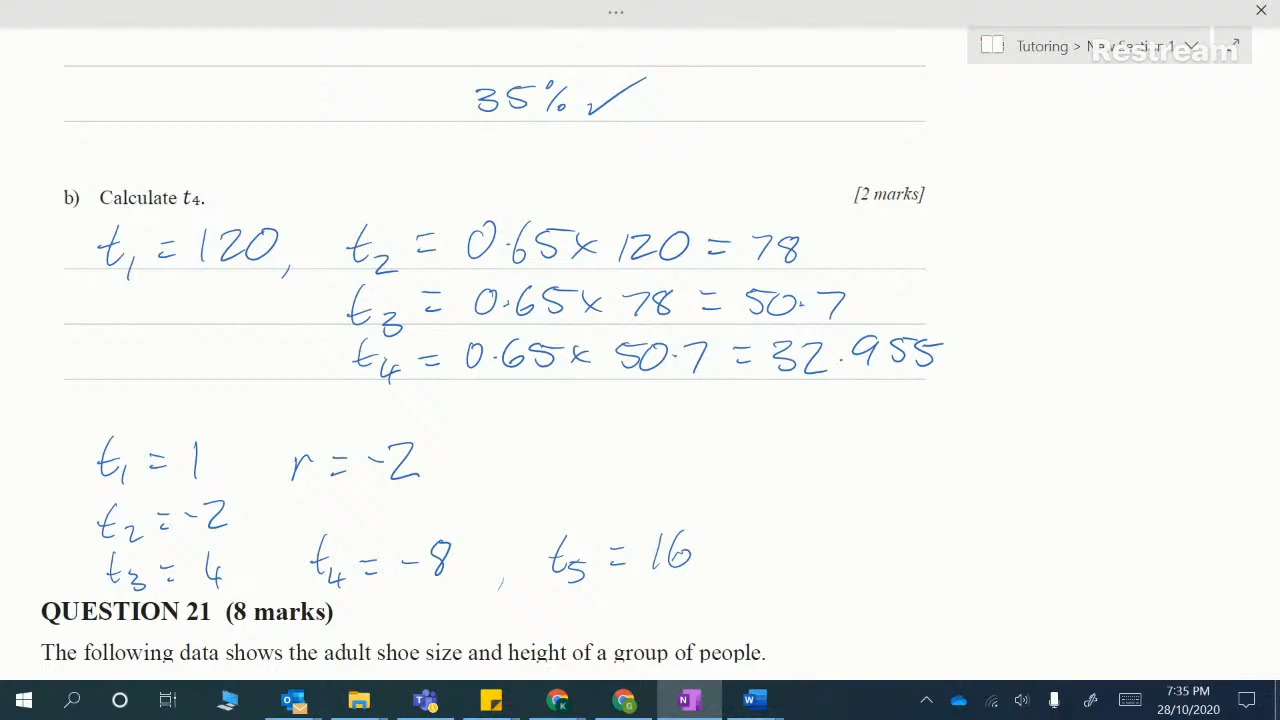 Tutoring > New Section 1
Restream
35% ✓
b) Calculate t₄. [2 marks]
t₁ = 120, t₂ = 0.65 × 120 = 78
t₃ = 0.65 × 78 = 50.7
t₄ = 0.65 × 50.7 = 32.955
t₁ = 1 r = -2
t₂ = -2
t₃ = 4 t₄ = -8 , t₅ = 16
QUESTION 21 (8 marks)
The following data shows the adult shoe size and height of a group of people.
7:35 PM
28/10/2020